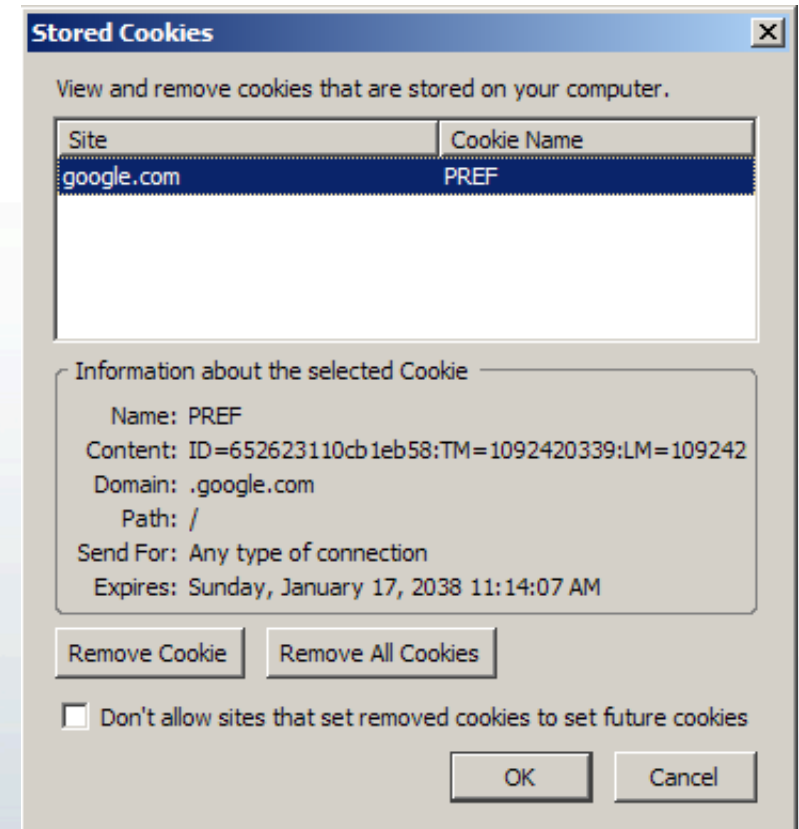 Stored Cookies
View and remove cookies that are stored on your computer.
Site Cookie Name
google.com PREF
Information about the selected Cookie
Name: PREF
Content: ID=652623110cb1eb58:TM=1092420339:LM=109242
Domain: .google.com
Path: /
Send For: Any type of connection
Expires: Sunday, January 17, 2038 11:14:07 AM
Remove Cookie Remove All Cookies
Don't allow sites that set removed cookies to set future cookies
OK Cancel